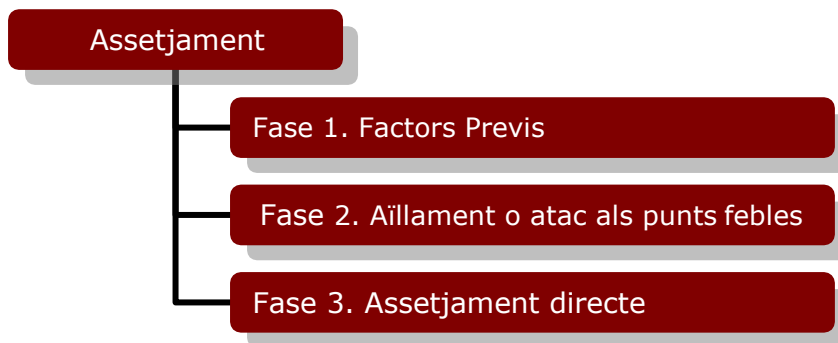 Assetjament
Fase 1. Factors Previs
Fase 2. Aïllament o atac als punts febles
Fase 3. Assetjament directe